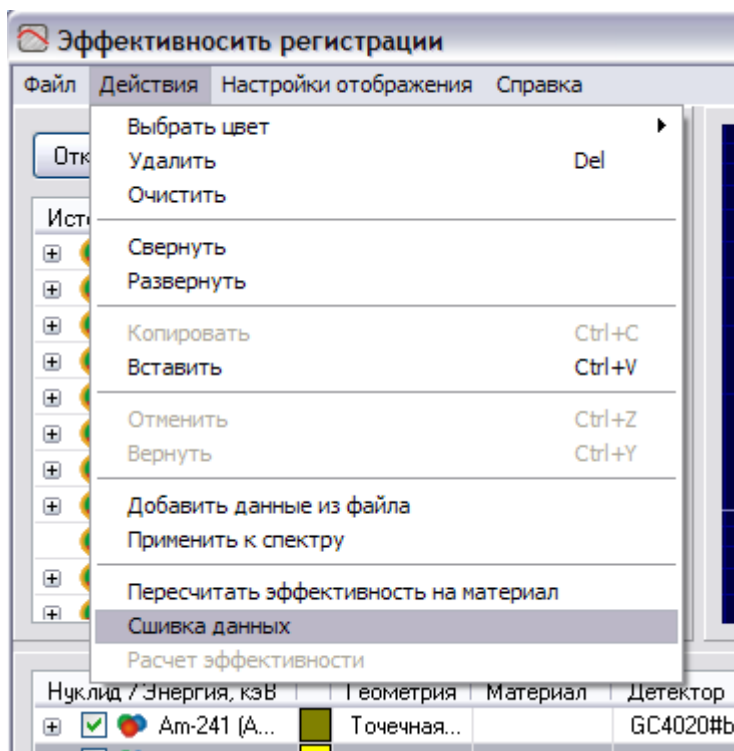 Эффективносить регистрации
Файл Действия Настройки отображения Справка
Выбрать цвет
Удалить Del
Очистить
Свернуть
Развернуть
Копировать Ctrl+C
Вставить Ctrl+V
Отменить Ctrl+Z
Вернуть Ctrl+Y
Добавить данные из файла
Применить к спектру
Пересчитать эффективность на материал
Сшивка данных
Расчет эффективности
Нуклид / Энергия, кэВ Геометрия Материал Детектор
Am-241 (A... Точечная... GC4020#b